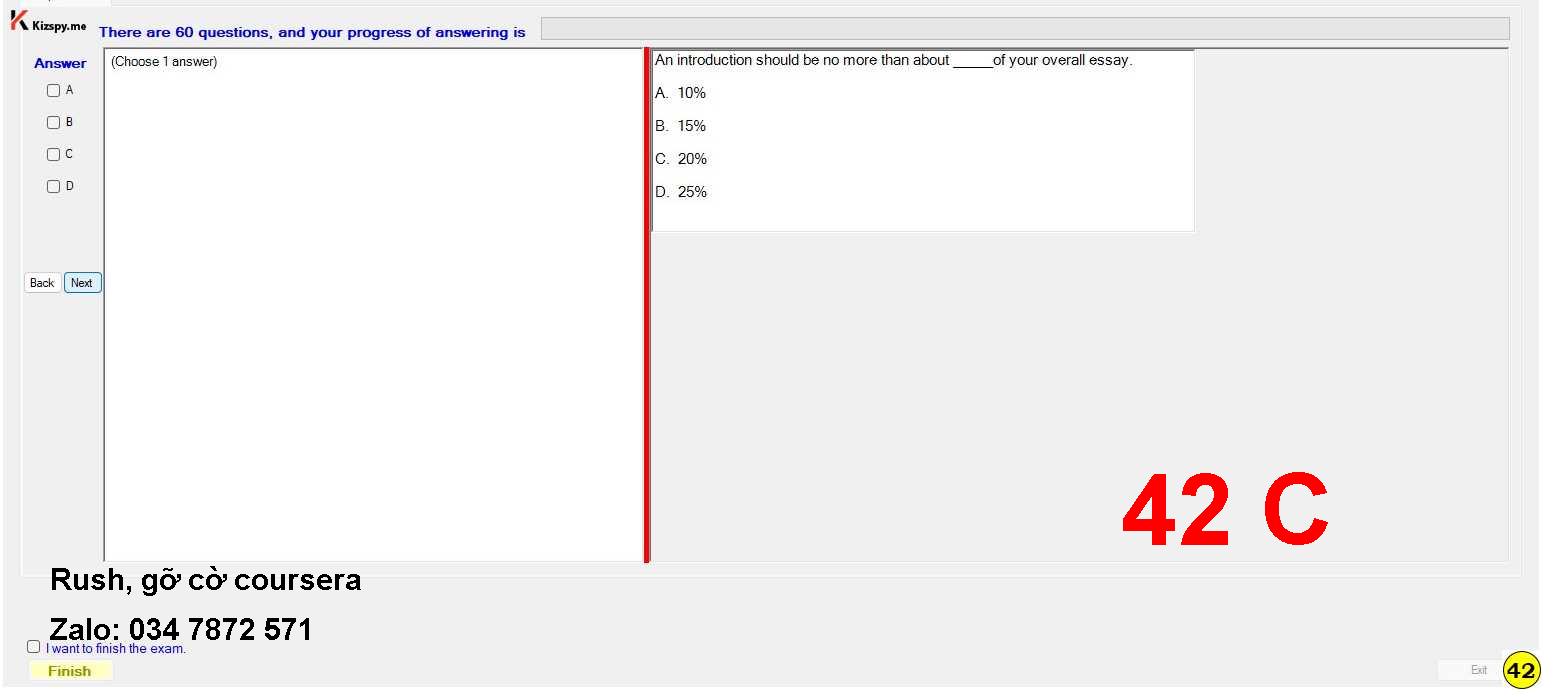 Kizspy.me
There are 60 questions, and your progress of answering is
Answer
A
B
C
D
Back
Next
(Choose 1 answer)
An introduction should be no more than about _____of your overall essay.
A. 10%
B. 15%
C. 20%
D. 25%
42 C
Rush, gỡ cờ coursera
Zalo: 034 7872 571
I want to finish the exam.
Finish
Exit
42